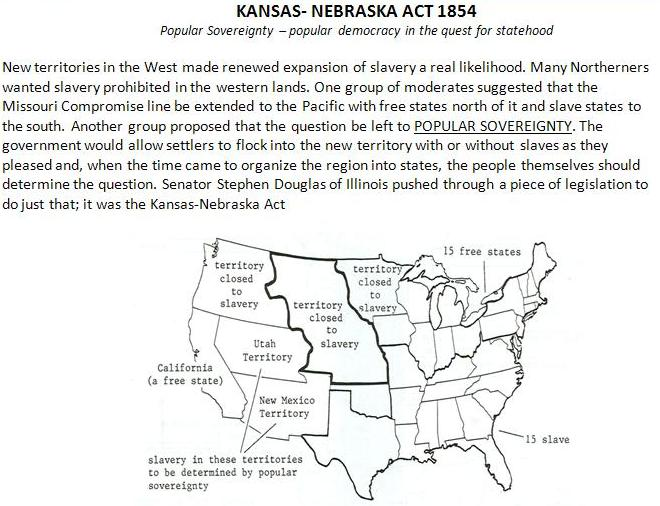 KANSAS- NEBRASKA ACT 1854
Popular Sovereignty – popular democracy in the quest for statehood
New territories in the West made renewed expansion of slavery a real likelihood. Many Northerners
wanted slavery prohibited in the western lands. One group of moderates suggested that the
Missouri Compromise line be extended to the Pacific with free states north of it and slave states to
the south. Another group proposed that the question be left to POPULAR SOVEREIGNTY. The
government would allow settlers to flock into the new territory with or without slaves as they
pleased and, when the time came to organize the region into states, the people themselves should
determine the question. Senator Stephen Douglas of Illinois pushed through a piece of legislation to
do just that; it was the Kansas-Nebraska Act
15 free states
territory
closed
to
slavery
territory
closed
to
slavery
territory
closed
to
slavery
Utah
Territory
California
(a free state)
New Mexico
Territory
15 slave
slavery in these territories
to be determined by popular
sovereignty